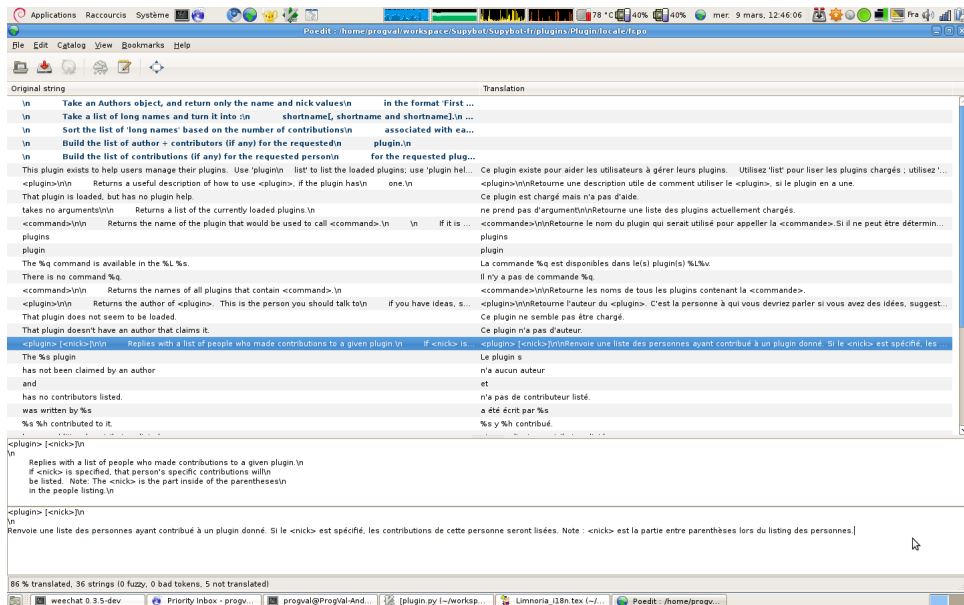 Applications Raccourcis Système 78 °C 40% 40% mer. 9 mars, 12:46:06 Fra
Poedit : /home/progval/workspace/Supybot/Supybot-fr/plugins/Plugin/locale/fr.po
File Edit Catalog View Bookmarks Help
Original string Translation
\n Take an Authors object, and return only the name and nick values\n in the format 'First ...
\n Take a list of long names and turn it into :\n shortname[, shortname and shortname].\n ...
\n Sort the list of 'long names' based on the number of contributions\n associated with ea...
\n Build the list of author + contributors (if any) for the requested\n plugin.\n
\n Build the list of contributions (if any) for the requested person\n for the requested plug...
This plugin exists to help users manage their plugins. Use 'plugin\n list' to list the loaded plugins; use 'plugin hel... Ce plugin existe pour aider les utilisateurs à gérer leurs plugins. Utilisez 'list' pour liser les plugins chargés ; utilisez '...
<plugin>\n\n Returns a useful description of how to use <plugin>, if the plugin has\n one.\n <plugin>\n\nRetourne une description utile de comment utiliser le <plugin>, si le plugin en a une.
That plugin is loaded, but has no plugin help. Ce plugin est chargé mais n'a pas d'aide.
takes no arguments\n\n Returns a list of the currently loaded plugins.\n ne prend pas d'argument\n\nRetourne une liste des plugins actuellement chargés.
<command>\n\n Returns the name of the plugin that would be used to call <command>.\n \n If it is ... <commande>\n\nRetourne le nom du plugin qui serait utilisé pour appeller la <commande>.Si il ne peut être détermin...
plugins plugins
plugin plugin
The %q command is available in the %L %s. La commande %q est disponibles dans le(s) plugin(s) %L%v.
There is no command %q. Il n'y a pas de commande %q.
<command>\n\n Returns the names of all plugins that contain <command>.\n <commande>\n\nRetourne les noms de tous les plugins contenant la <commande>.
<plugin>\n\n Returns the author of <plugin>. This is the person you should talk to\n if you have ideas, s... <plugin>\n\nRetourne l'auteur du <plugin>. C'est la personne à qui vous devriez parler si vous avez des idées, suggest...
That plugin does not seem to be loaded. Ce plugin ne semble pas être chargé.
That plugin doesn't have an author that claims it. Ce plugin n'a pas d'auteur.
<plugin> [<nick>]\n\n Replies with a list of people who made contributions to a given plugin.\n If <nick> is... <plugin> [<nick>]\n\nRenvoie une liste des personnes ayant contribué à un plugin donné. Si le <nick> est spécifié, les ...
The %s plugin Le plugin s
has not been claimed by an author n'a aucun auteur
and et
has no contributors listed. n'a pas de contributeur listé.
was written by %s a été écrit par %s
%s %h contributed to it. %s y %h contribué.
<plugin> [<nick>]\n
\n
Replies with a list of people who made contributions to a given plugin.\n
If <nick> is specified, that person's specific contributions will\n
be listed. Note: The <nick> is the part inside of the parentheses\n
in the people listing.\n
<plugin> [<nick>]\n
\n
Renvoie une liste des personnes ayant contribué à un plugin donné. Si le <nick> est spécifié, les contributions de cette personne seront lisées. Note : <nick> est la partie entre parenthèses lors du listing des personnes.
86 % translated, 36 strings (0 fuzzy, 0 bad tokens, 5 not translated)
weechat 0.3.5-dev Priority Inbox - progv... progval@ProgVal-And... [plugin.py (~/worksp... Limnoria_i18n.tex (~/... Poedit : /home/progv...